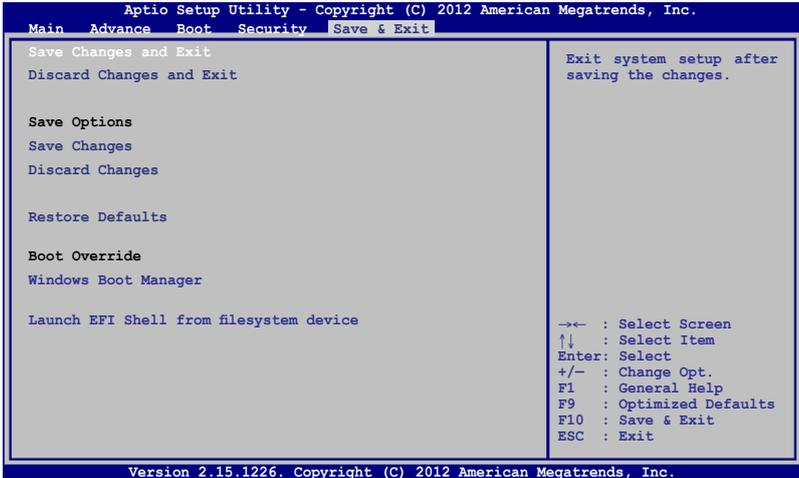 Aptio Setup Utility - Copyright (C) 2012 American Megatrends, Inc.
Main Advance Boot Security Save & Exit
Save Changes and Exit
Discard Changes and Exit
Save Options
Save Changes
Discard Changes
Restore Defaults
Boot Override
Windows Boot Manager
Launch EFI Shell from filesystem device
Exit system setup after
saving the changes.
→← : Select Screen
↑↓ : Select Item
Enter: Select
+/— : Change Opt.
F1 : General Help
F9 : Optimized Defaults
F10 : Save & Exit
ESC : Exit
Version 2.15.1226. Copyright (C) 2012 American Megatrends, Inc.